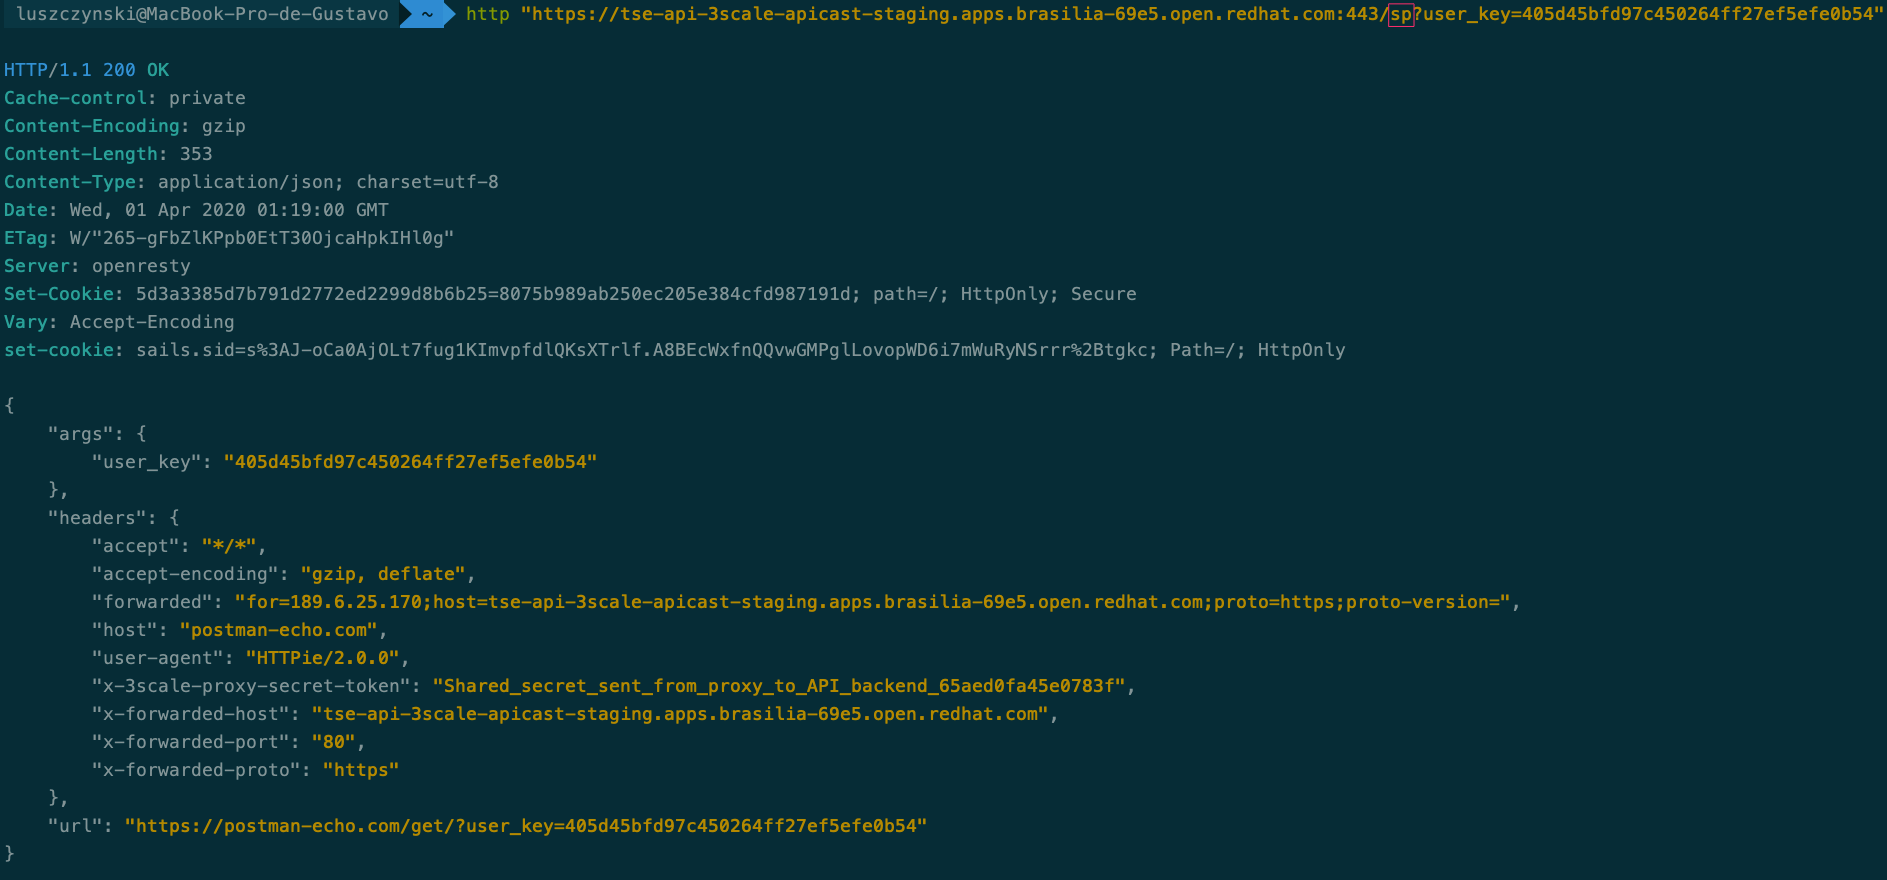 luszczynski@MacBook-Pro-de-Gustavo ~ http "https://tse-api-3scale-apicast-staging.apps.brasilia-69e5.open.redhat.com:443/sp?user_key=405d45bfd97c450264ff27ef5efe0b54"
HTTP/1.1 200 OK
Cache-control: private
Content-Encoding: gzip
Content-Length: 353
Content-Type: application/json; charset=utf-8
Date: Wed, 01 Apr 2020 01:19:00 GMT
ETag: W/"265-gFbZlKPpb0EtT30OjcaHpkIHl0g"
Server: openresty
Set-Cookie: 5d3a3385d7b791d2772ed2299d8b6b25=8075b989ab250ec205e384cfd987191d; path=/; HttpOnly; Secure
Vary: Accept-Encoding
set-cookie: sails.sid=s%3AJ-oCa0AjOLt7fug1KImvpfdlQKsXTrlf.A8BEcWxfnQQvwGMPglLovopWD6i7mWuRyNSrrr%2Btgkc; Path=/; HttpOnly
{
    "args": {
        "user_key": "405d45bfd97c450264ff27ef5efe0b54"
    },
    "headers": {
        "accept": "*/*",
        "accept-encoding": "gzip, deflate",
        "forwarded": "for=189.6.25.170;host=tse-api-3scale-apicast-staging.apps.brasilia-69e5.open.redhat.com;proto=https;proto-version=",
        "host": "postman-echo.com",
        "user-agent": "HTTPie/2.0.0",
        "x-3scale-proxy-secret-token": "Shared_secret_sent_from_proxy_to_API_backend_65aed0fa45e0783f",
        "x-forwarded-host": "tse-api-3scale-apicast-staging.apps.brasilia-69e5.open.redhat.com",
        "x-forwarded-port": "80",
        "x-forwarded-proto": "https"
    },
    "url": "https://postman-echo.com/get/?user_key=405d45bfd97c450264ff27ef5efe0b54"
}